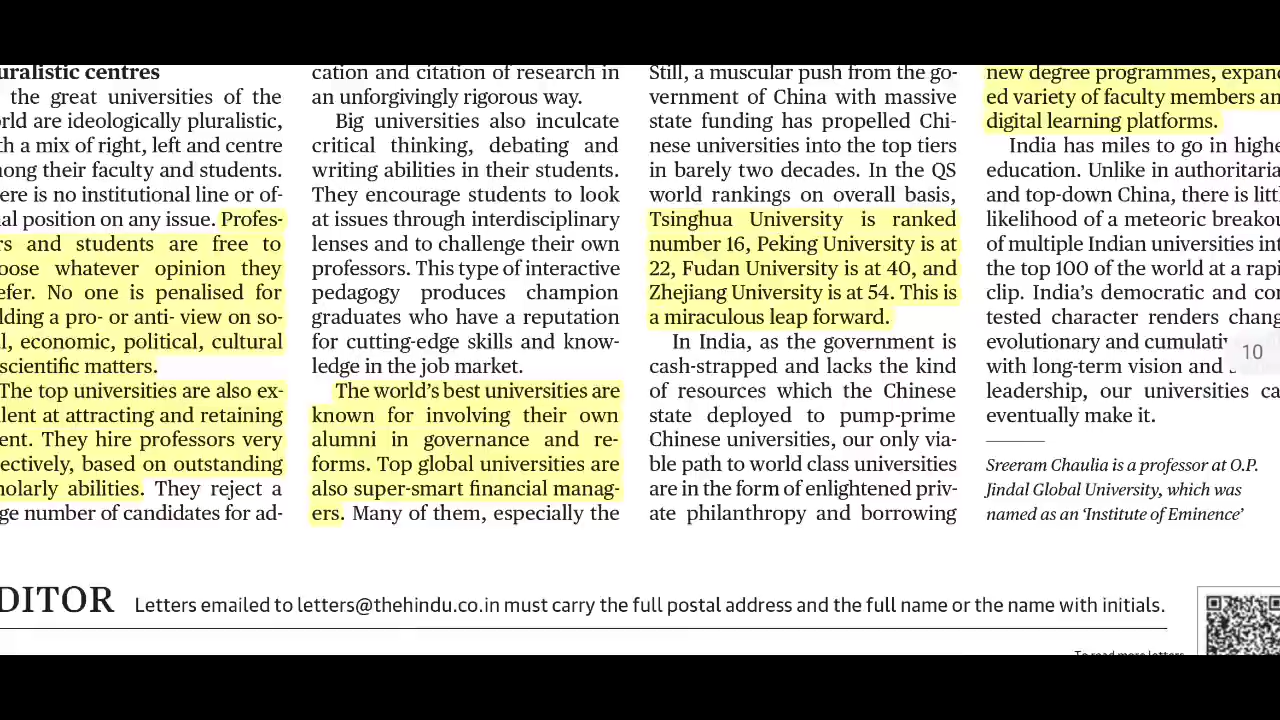 uralistic centres
the great universities of the
rld are ideologically pluralistic,
th a mix of right, left and centre
ong their faculty and students.
ere is no institutional line or of-
al position on any issue. Profes-
rs and students are free to
oose whatever opinion they
efer. No one is penalised for
lding a pro- or anti- view on so-
l, economic, political, cultural
scientific matters.
The top universities are also ex-
llent at attracting and retaining
ent. They hire professors very
ectively, based on outstanding
holarly abilities. They reject a
ge number of candidates for ad-
cation and citation of research in
an unforgivingly rigorous way.
Big universities also inculcate
critical thinking, debating and
writing abilities in their students.
They encourage students to look
at issues through interdisciplinary
lenses and to challenge their own
professors. This type of interactive
pedagogy produces champion
graduates who have a reputation
for cutting-edge skills and know-
ledge in the job market.
The world's best universities are
known for involving their own
alumni in governance and re-
forms. Top global universities are
also super-smart financial manag-
ers. Many of them, especially the
Still, a muscular push from the go-
vernment of China with massive
state funding has propelled Chi-
nese universities into the top tiers
in barely two decades. In the QS
world rankings on overall basis,
Tsinghua University is ranked
number 16, Peking University is at
22, Fudan University is at 40, and
Zhejiang University is at 54. This is
a miraculous leap forward.
In India, as the government is
cash-strapped and lacks the kind
of resources which the Chinese
state deployed to pump-prime
Chinese universities, our only via-
ble path to world class universities
are in the form of enlightened priv-
ate philanthropy and borrowing
new degree programmes, expan
ed variety of faculty members an
digital learning platforms.
India has miles to go in highe
education. Unlike in authoritaria
and top-down China, there is littl
likelihood of a meteoric breakou
of multiple Indian universities int
the top 100 of the world at a rapi
clip. India's democratic and con
tested character renders chang
evolutionary and cumulativ
with long-term vision and
leadership, our universities ca
eventually make it.
10
Sreeram Chaulia is a professor at O.P.
Jindal Global University, which was
named as an 'Institute of Eminence'
DITOR
Letters emailed to letters@thehindu.co.in must carry the full postal address and the full name or the name with initials.
To read more letters